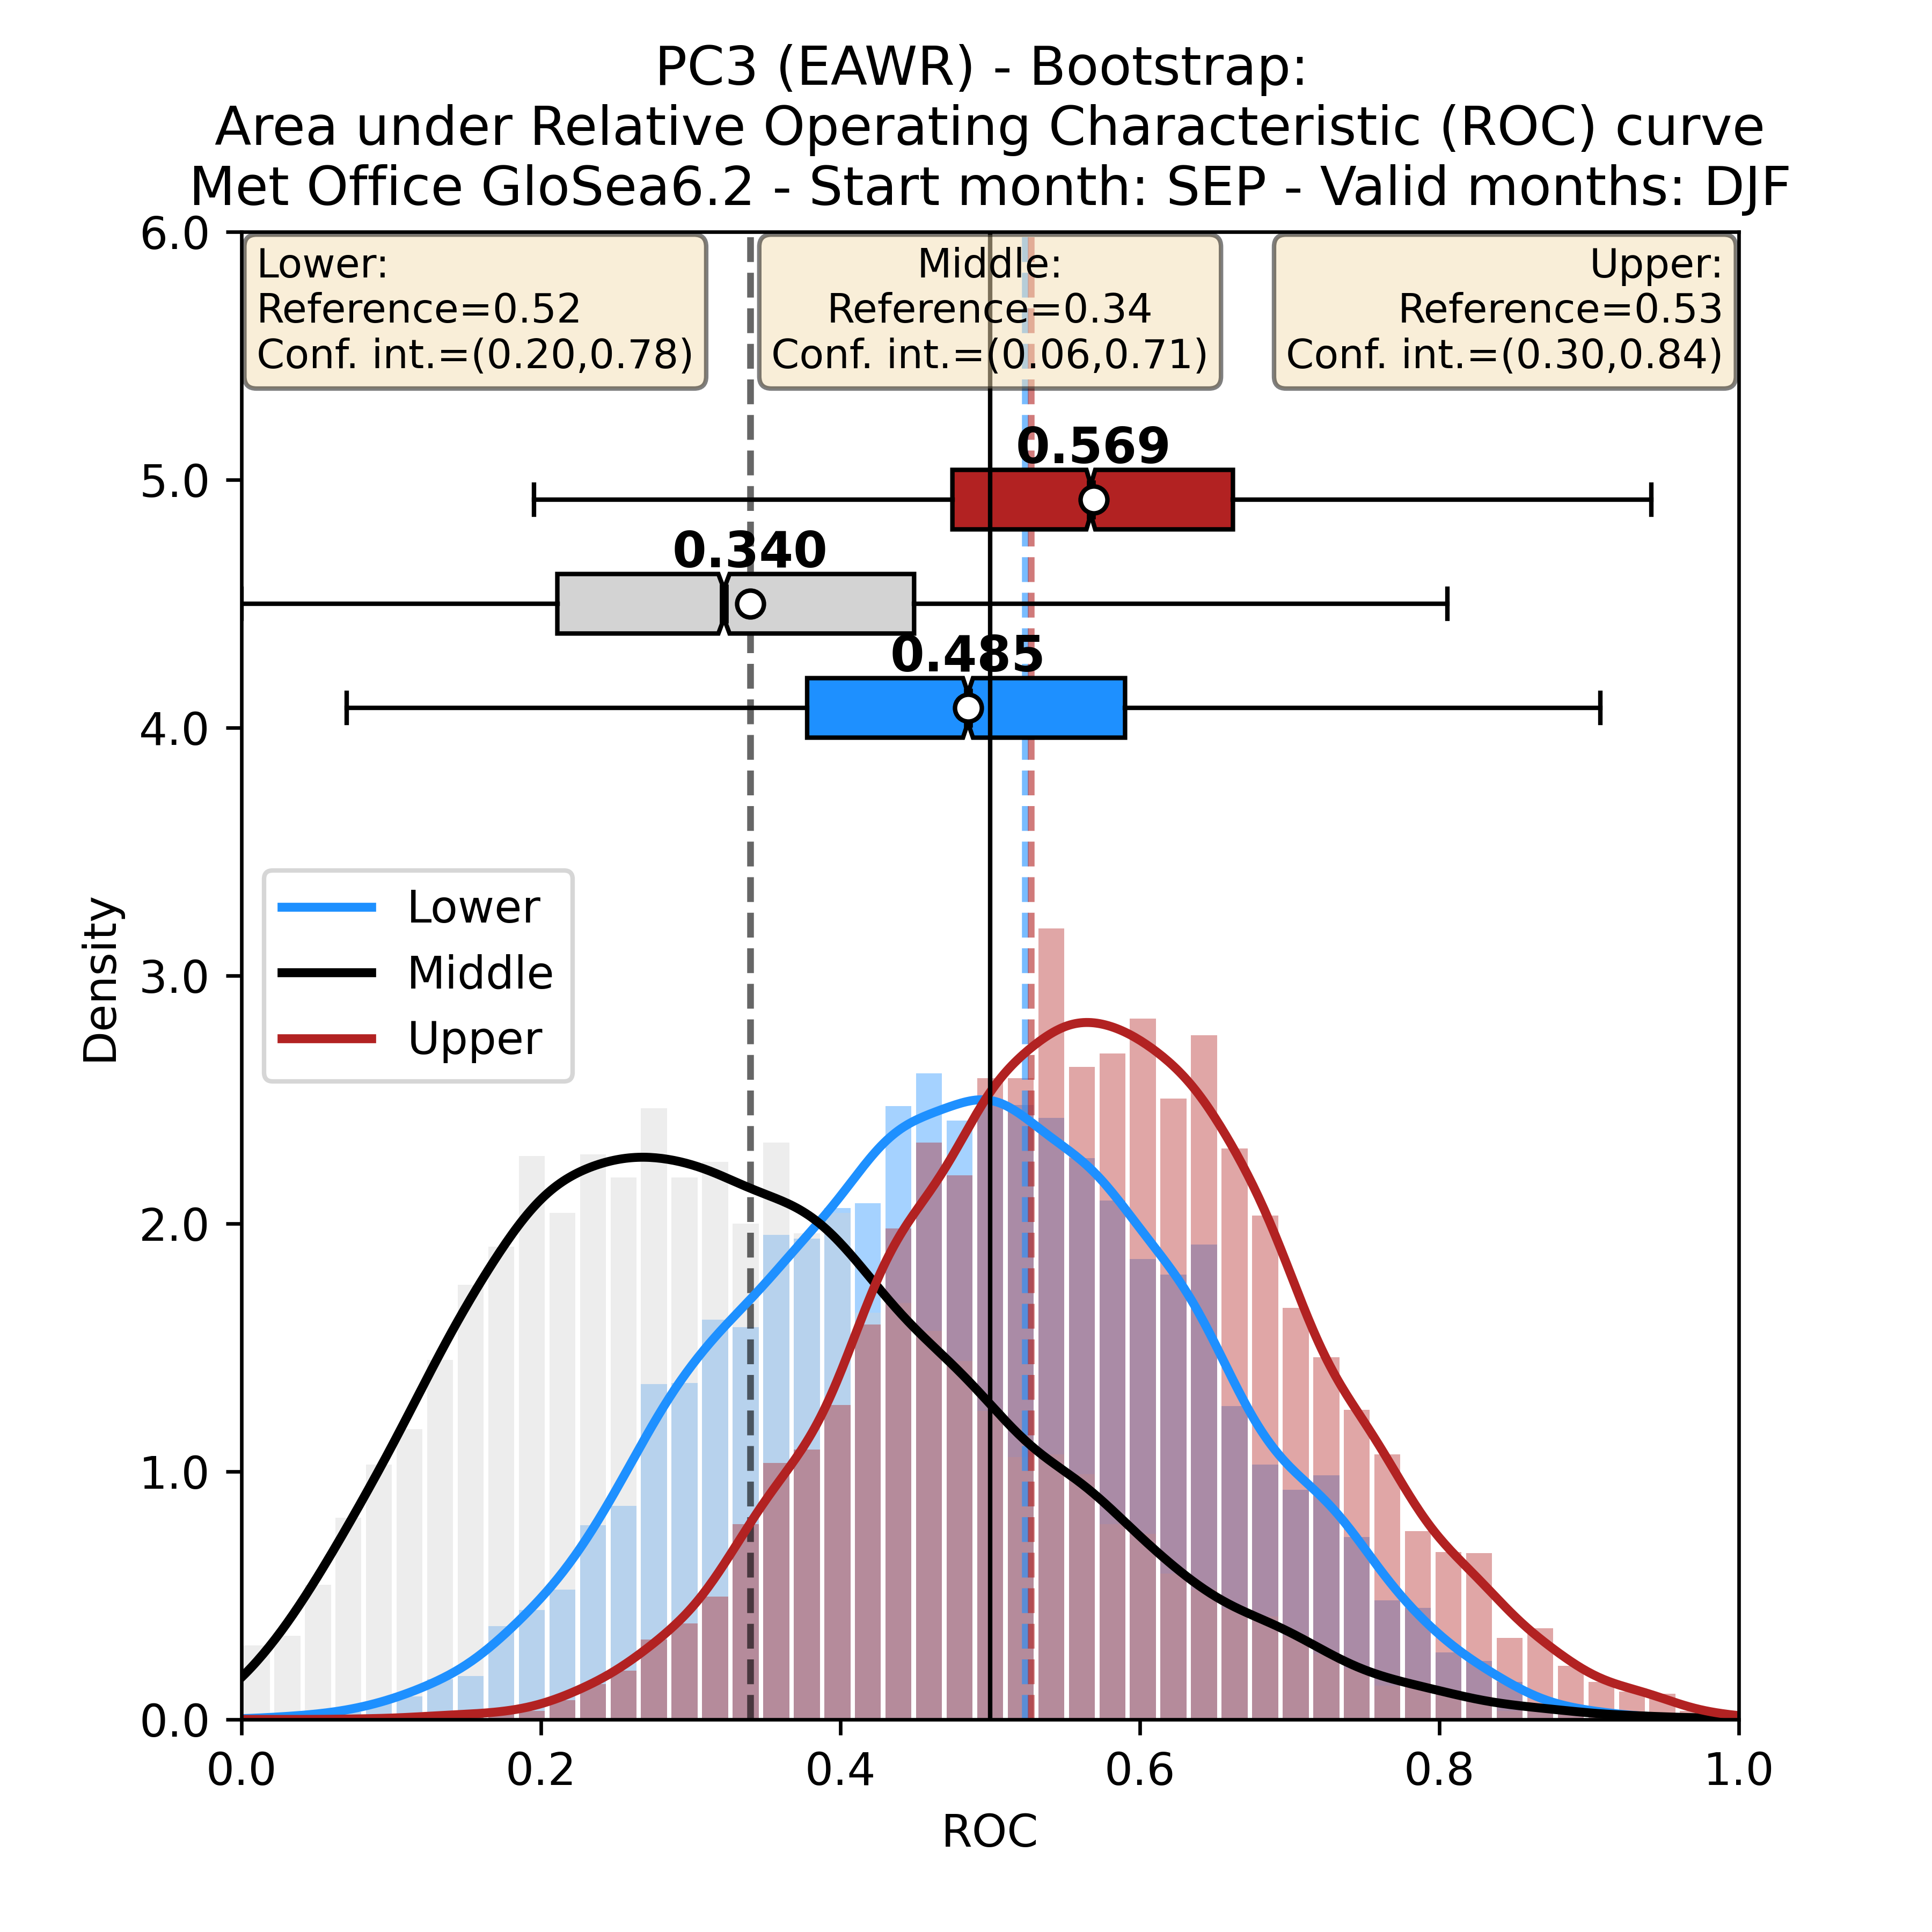 PC3 (EAWR) - Bootstrap:
Area under Relative Operating Characteristic (ROC) curve
Met Office GloSea6.2 - Start month: SEP - Valid months: DJF
Lower:
Reference=0.52
Conf. int.=(0.20,0.78)
Middle:
Reference=0.34
Conf. int.=(0.06,0.71)
Upper:
Reference=0.53
Conf. int.=(0.30,0.84)
0.569
0.340
0.485
Lower
Middle
Upper
Density
6.0
5.0
4.0
3.0
2.0
1.0
0.0
0.0 0.2 0.4 0.6 0.8 1.0
ROC